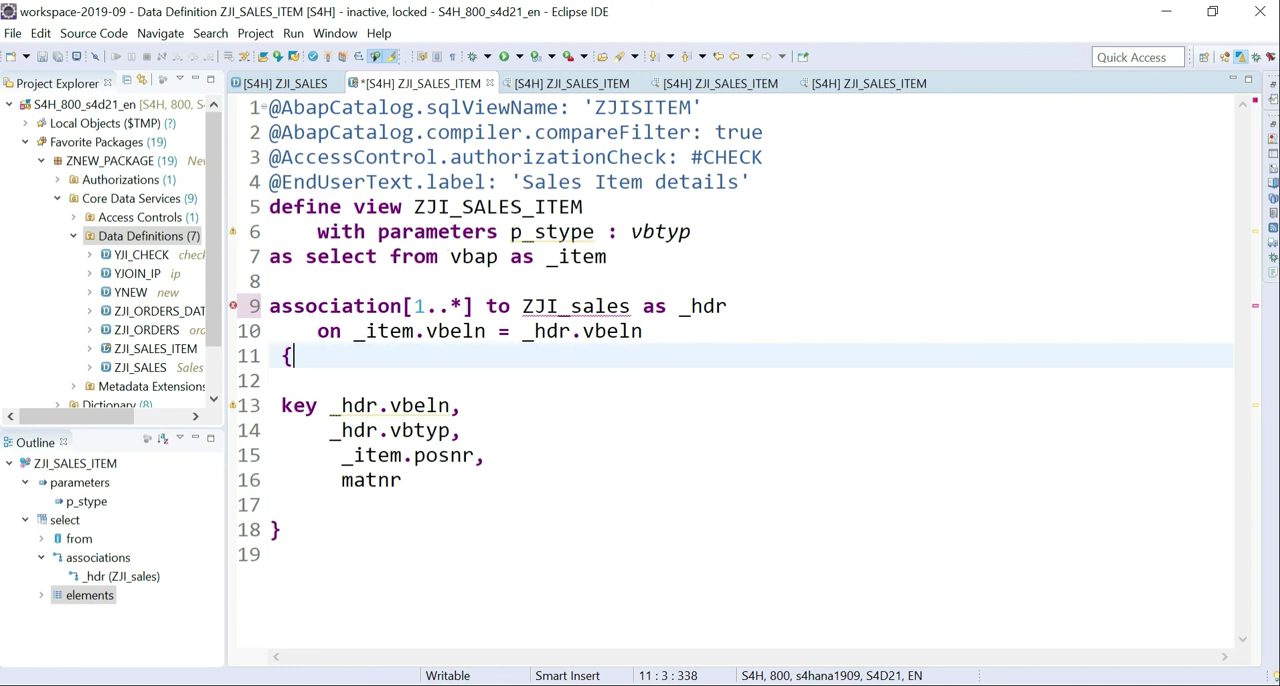 workspace-2019-09 - Data Definition ZJI_SALES_ITEM [S4H] - inactive, locked - S4H_800_s4d21_en - Eclipse IDE
File Edit Source Code Navigate Search Project Run Window Help
Quick Access
Project Explorer
[S4H] ZJI_SALES
*[S4H] ZJI_SALES_ITEM
[S4H] ZJI_SALES_ITEM
[S4H] ZJI_SALES_ITEM
[S4H] ZJI_SALES_ITEM
S4H_800_s4d21_en [S4H, 800, S
Local Objects ($TMP) (?)
Favorite Packages (19)
ZNEW_PACKAGE (19) Ne
Authorizations (1)
Core Data Services (9)
Access Controls (1)
Data Definitions (7)
YJI_CHECK check
YJOIN_IP ip
YNEW new
ZJI_ORDERS_DAT
ZJI_ORDERS ord
ZJI_SALES_ITEM
ZJI_SALES Sales
Metadata Extensions
Dictionary (8)
Outline
ZJI_SALES_ITEM
parameters
p_stype
select
from
associations
_hdr (ZJI_sales)
elements
1 @AbapCatalog.sqlViewName: 'ZJISITEM'
2 @AbapCatalog.compiler.compareFilter: true
3 @AccessControl.authorizationCheck: #CHECK
4 @EndUserText.label: 'Sales Item details'
5 define view ZJI_SALES_ITEM
6 with parameters p_stype : vbtyp
7 as select from vbap as _item
8
9 association[1..*] to ZJI_sales as _hdr
10 on _item.vbeln = _hdr.vbeln
11 {
12
13 key _hdr.vbeln,
14 _hdr.vbtyp,
15 _item.posnr,
16 matnr
17
18 }
19
Writable Smart Insert 11 : 3 : 338 S4H, 800, s4hana1909, S4D21, EN